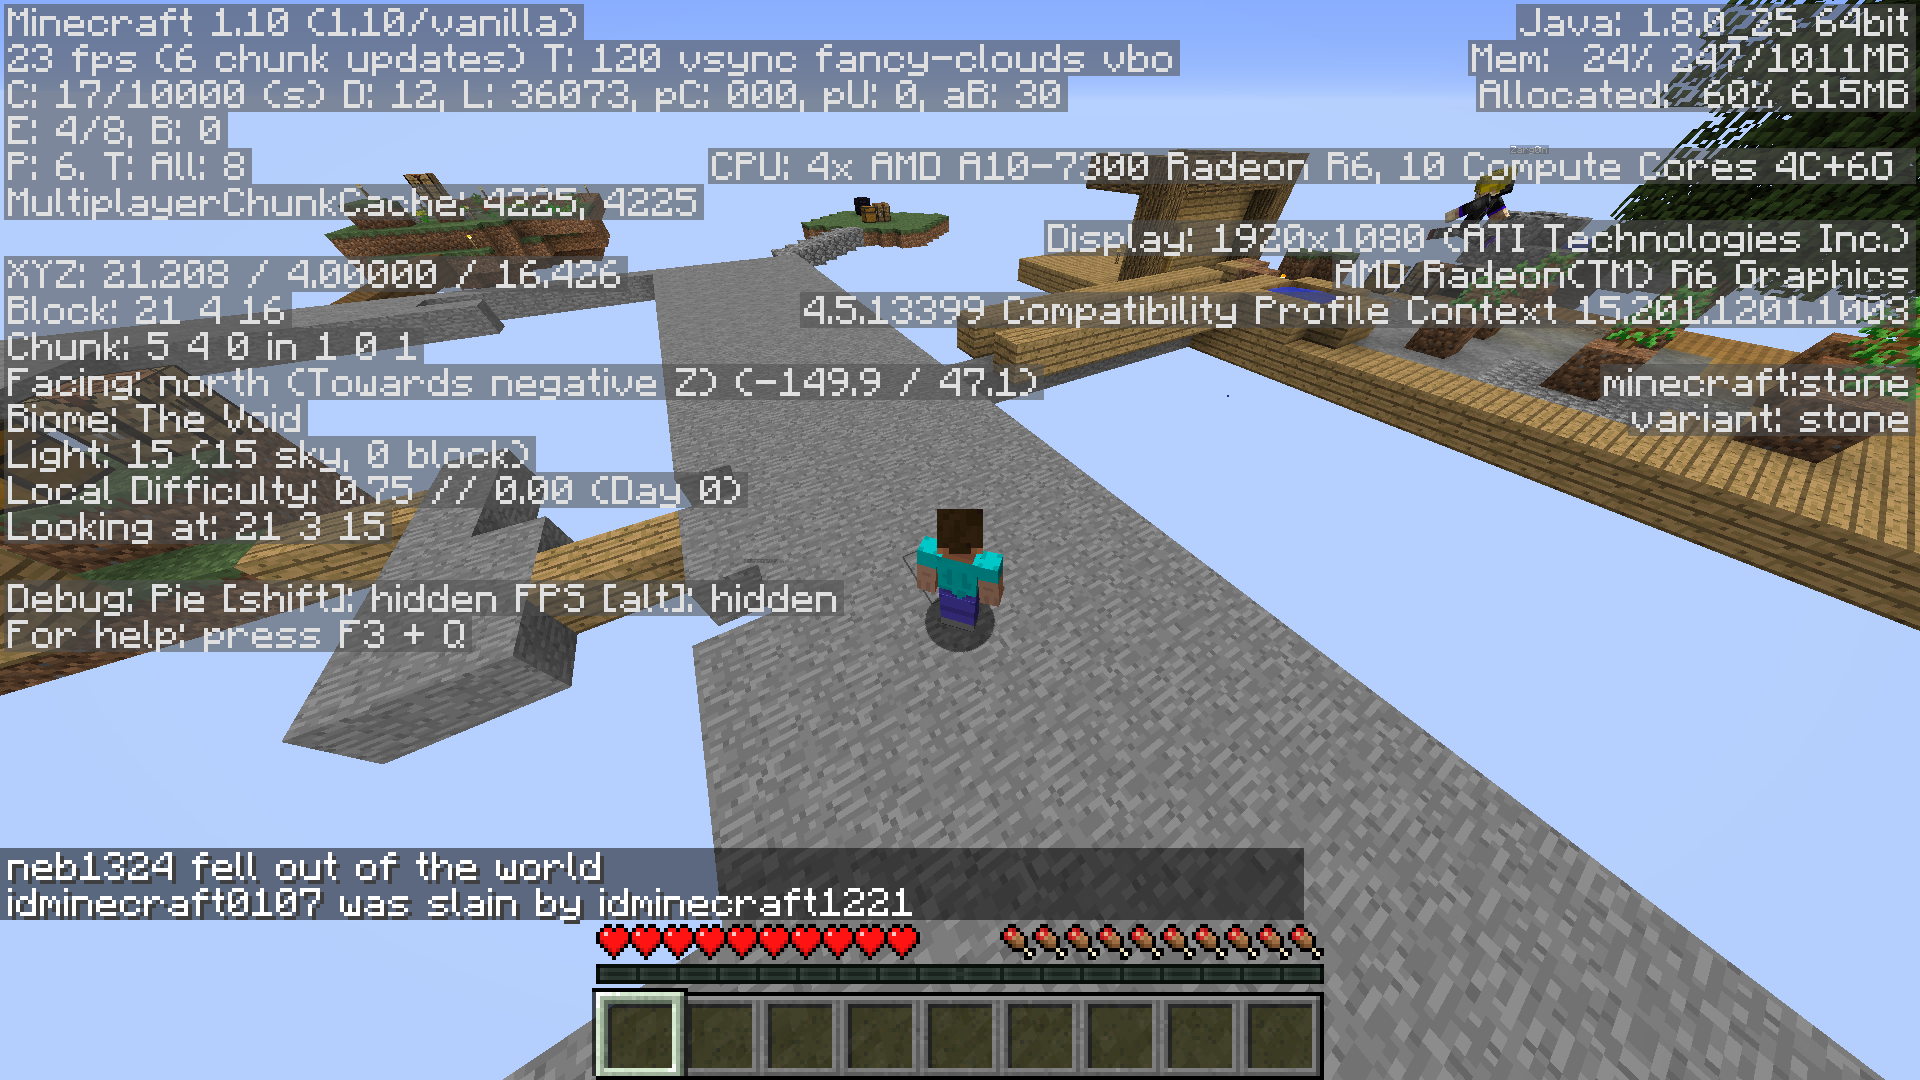 Minecraft 1.10 (1.10/vanilla)
23 fps (6 chunk updates) T: 120 vsync fancy-clouds vbo
C: 17/10000 (s) D: 12, L: 36073, pC: 000, pU: 0, aB: 30
E: 4/8, B: 0
P: 6. T: All: 8
MultiplayerChunkCache: 4225, 4225
XYZ: 21.208 / 4.00000 / 16.426
Block: 21 4 16
Chunk: 5 4 0 in 1 0 1
Facing: north (Towards negative Z) (-149.9 / 47.1)
Biome: The Void
Light: 15 (15 sky, 0 block)
Local Difficulty: 0.75 // 0.00 (Day 0)
Looking at: 21 3 15
Debug: Pie [shift]: hidden FPS [alt]: hidden
For help: press F3 + Q
Java: 1.8.0_25 64bit
Mem: 24% 247/1011MB
Allocated: 60% 615MB
CPU: 4x AMD A10-7300 Radeon R6, 10 Compute Cores 4C+6G
Display: 1920x1080 (ATI Technologies Inc.)
AMD Radeon(TM) R6 Graphics
4.5.13399 Compatibility Profile Context 15.201.1201.1003
minecraft:stone
variant: stone
neb1324 fell out of the world
idminecraft0107 was slain by idminecraft1221